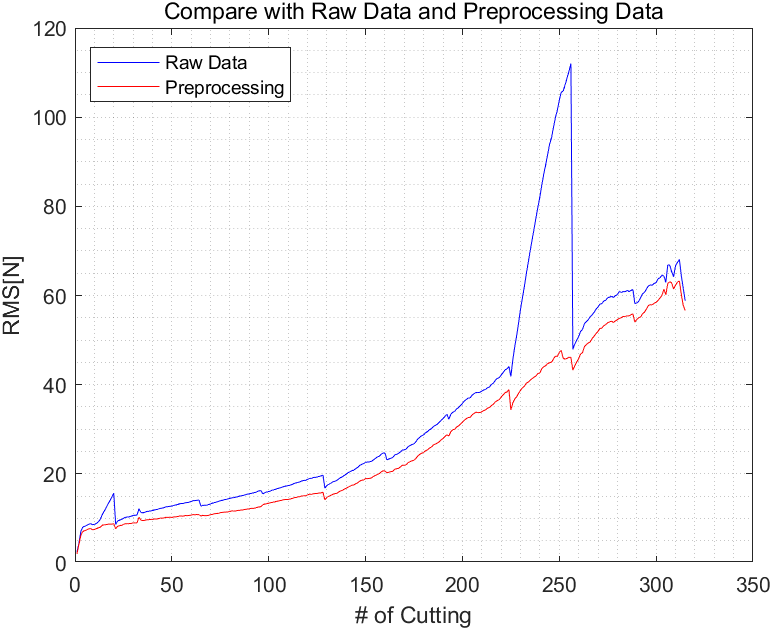 Compare with Raw Data and Preprocessing Data
120
100
80
60
40
20
0
RMS[N]
Raw Data
Preprocessing
0 50 100 150 200 250 300 350
# of Cutting